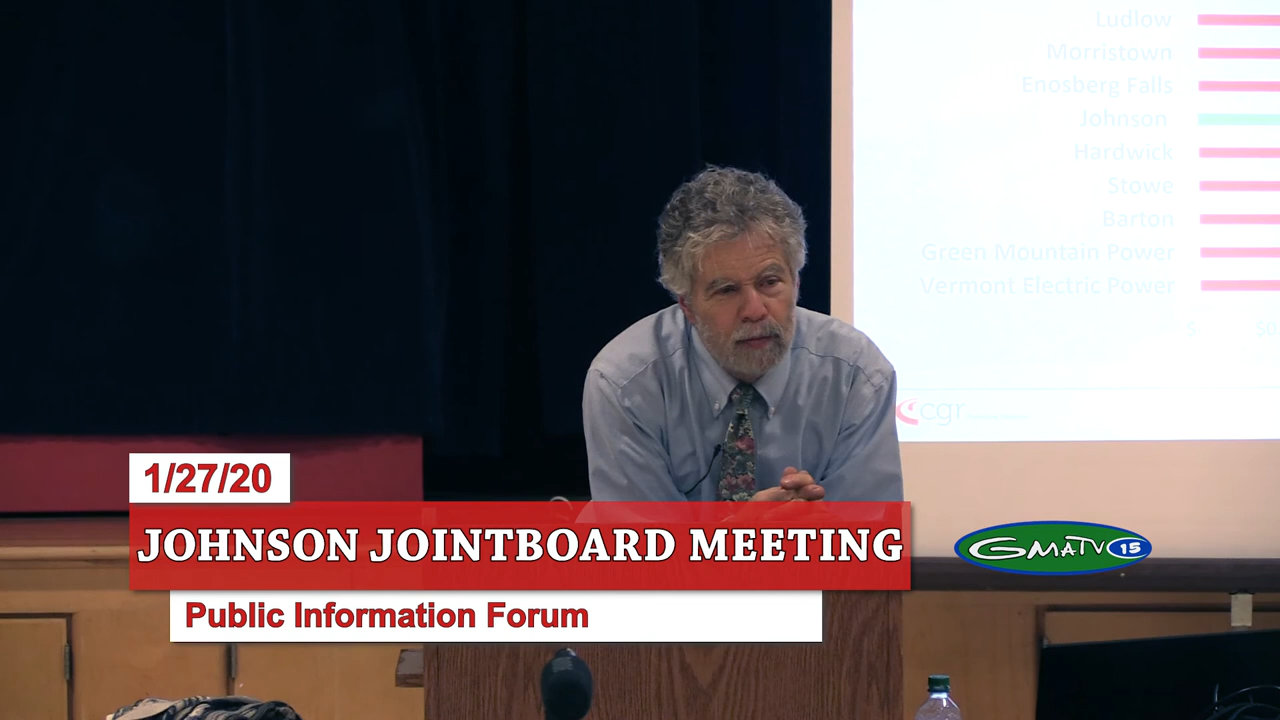 Ludlow
Morristown
Enosberg Falls
Johnson
Hardwick
Stowe
Barton
Green Mountain Power
Vermont Electric Power
$- $0
cgr
1/27/20
JOHNSON JOINTBOARD MEETING
GMATV 15
Public Information Forum